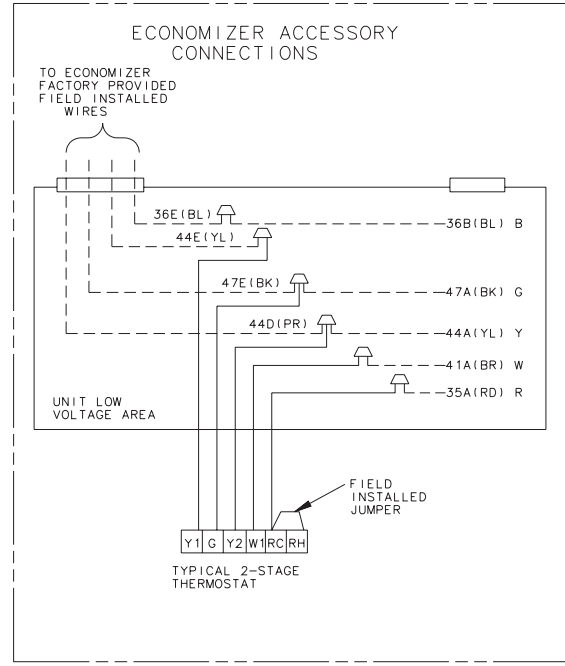 ECONOMIZER ACCESSORY
CONNECTIONS
TO ECONOMIZER
FACTORY PROVIDED
FIELD INSTALLED
WIRES
36E(BL)
36B(BL) B
44E(YL)
47E(BK)
47A(BK) G
44D(PR)
44A(YL) Y
41A(BR) W
35A(RD) R
UNIT LOW
VOLTAGE AREA
FIELD
INSTALLED
JUMPER
Y1 G Y2 W1 RC RH
TYPICAL 2-STAGE
THERMOSTAT